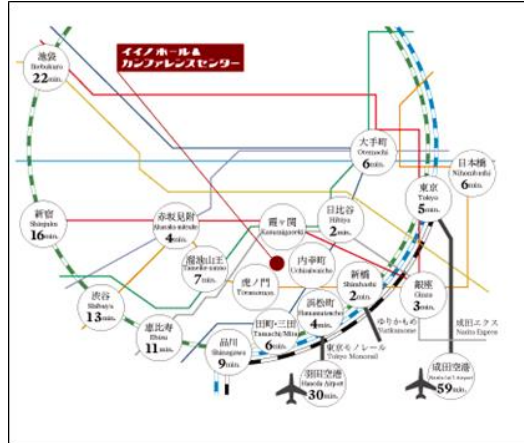 イイノホール&
カンファレンスセンター
池袋
Ikebukuro
22min.
大手町
Otemachi
6min.
日本橋
Nihonbashi
6min.
東京
Tokyo
5min.
新宿
Shinjuku
16min.
赤坂見附
Akasaka-mitsuke
4min.
霞ヶ関
Kasumigaseki
日比谷
Hibiya
2min.
溜池山王
Tameike-sanno
7min.
虎ノ門
Toranomon
内幸町
Uchisaiwaicho
新橋
Shinbashi
2min.
銀座
Ginza
3min.
渋谷
Shibuya
13min.
恵比寿
Ebisu
11min.
品川
Shinagawa
9min.
田町・三田
Tamachi/Mita
6min.
浜松町
Hamamatsucho
4min.
ゆりかもめ
東京モノレール
Tokyo Monorail
成田エクス
羽田空港
Haneda Airport
30min.
成田空港
59min.